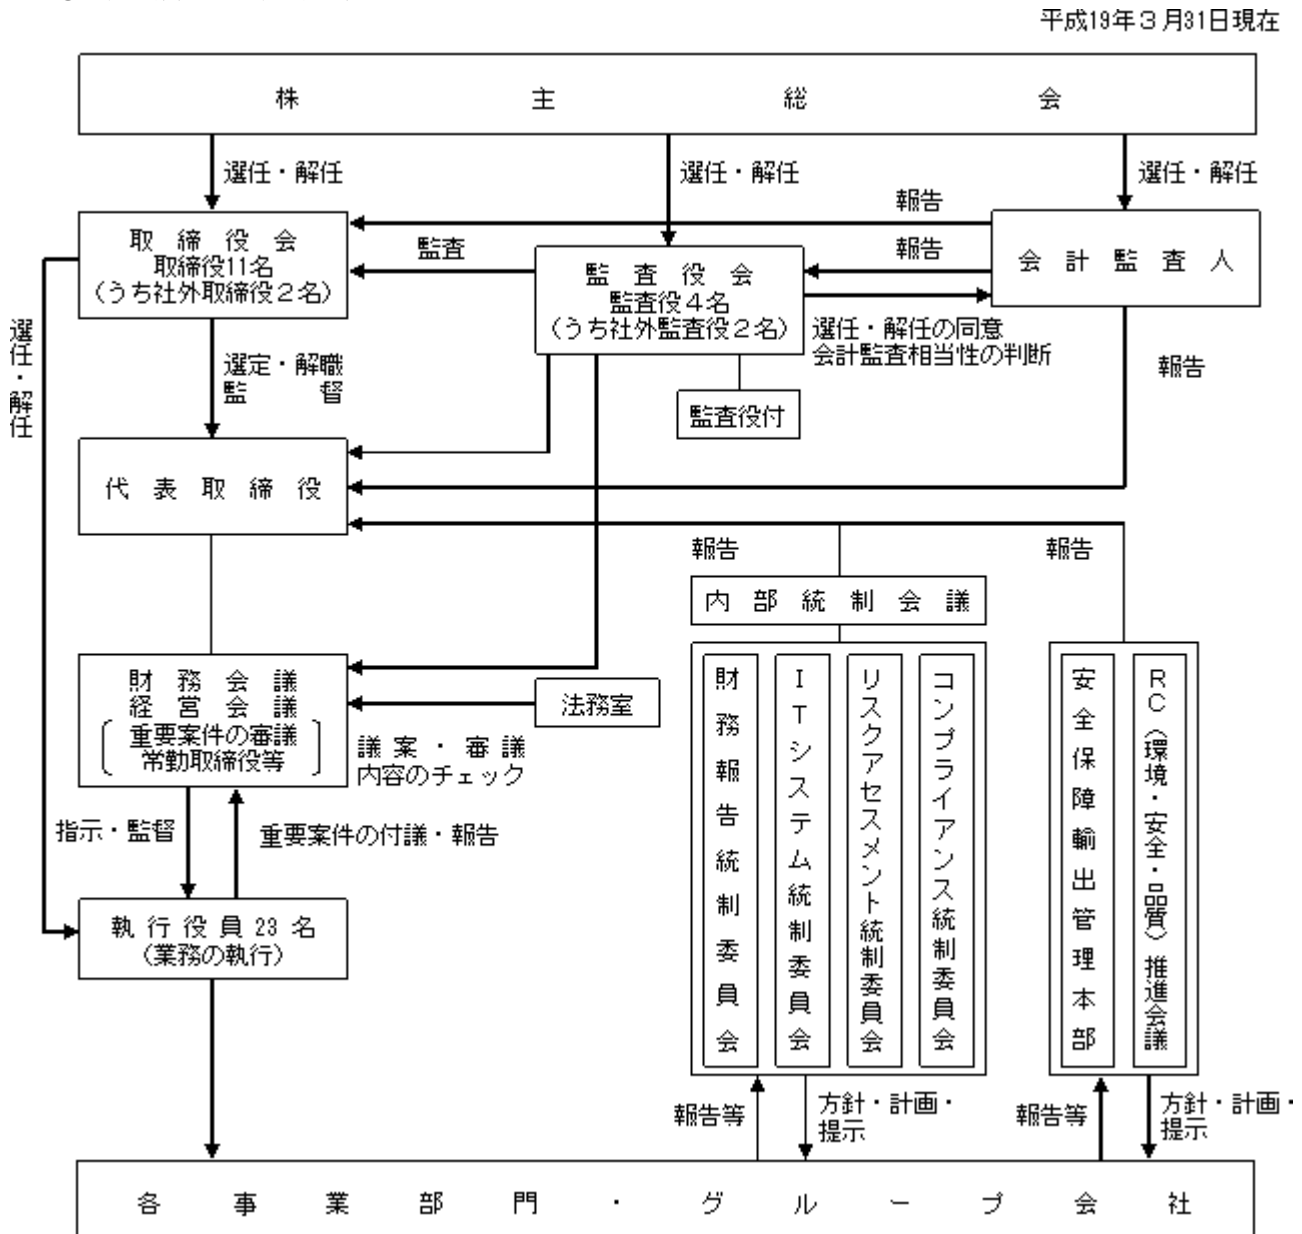 平成19年3月31日現在
株主総会
選任・解任
選任・解任
選任・解任
報告
取締役会
取締役11名
(うち社外取締役2名)
監査
監査役会
監査役4名
(うち社外監査役2名)
報告
会計監査人
選任・解任の同意
会計監査相当性の判断
報告
選任・解任
選定・解職
監督
監査役付
代表取締役
報告
報告
内部統制会議
財務会議
経営会議
重要案件の審議
常勤取締役等
法務室
議案・審議
内容のチェック
財務報告統制委員会
ITシステム統制委員会
リスクアセスメント統制委員会
コンプライアンス統制委員会
安全保障輸出管理本部
RC(環境・安全・品質)推進会議
指示・監督
重要案件の付議・報告
執行役員23名
(業務の執行)
報告等
方針・計画・
提示
報告等
方針・計画・
提示
各事業部門・グループ会社